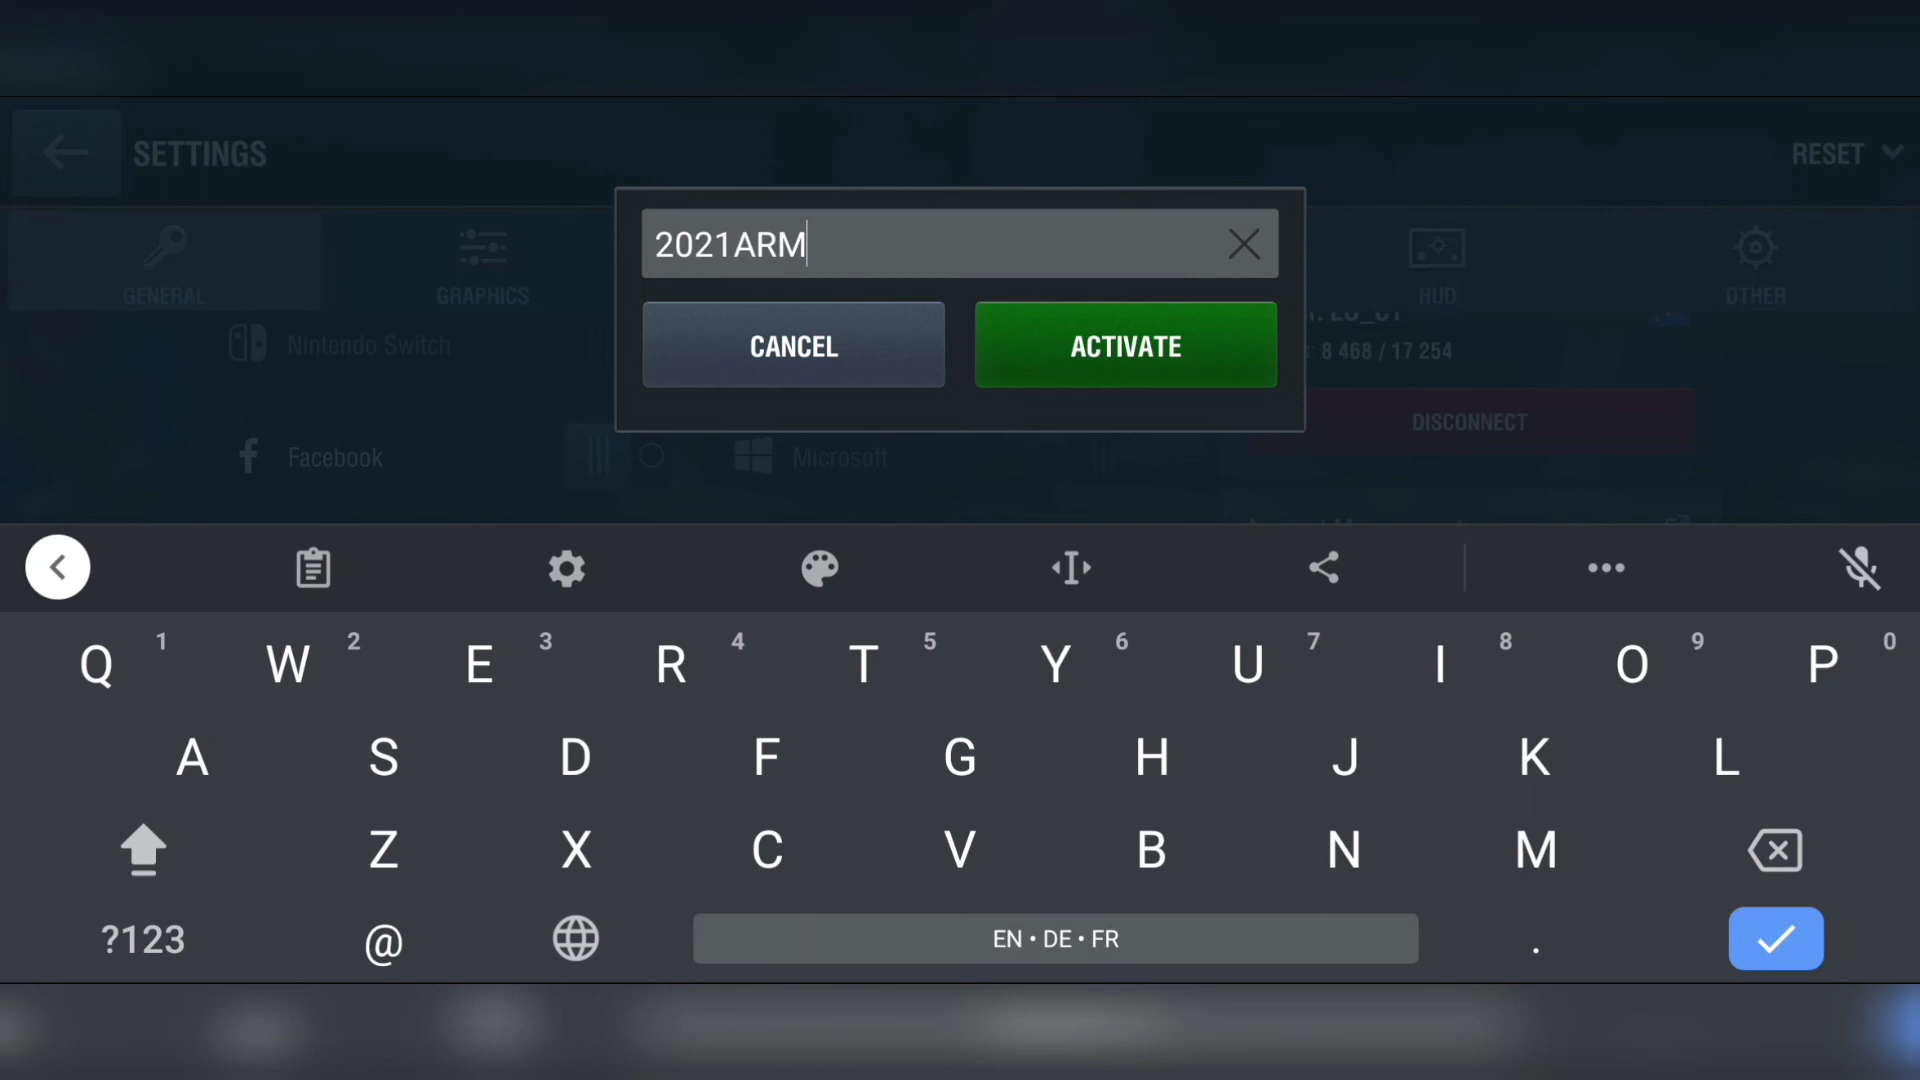 SETTINGS
RESET
2021ARM
CANCEL
ACTIVATE
GENERAL
GRAPHICS
HUD
OTHER
Nintendo Switch
8 468 / 17 254
DISCONNECT
Facebook
Microsoft
Q 1 W 2 E 3 R 4 T 5 Y 6 U 7 I 8 O 9 P 0
A S D F G H J K L
Z X C V B N M
?123 @ EN • DE • FR .